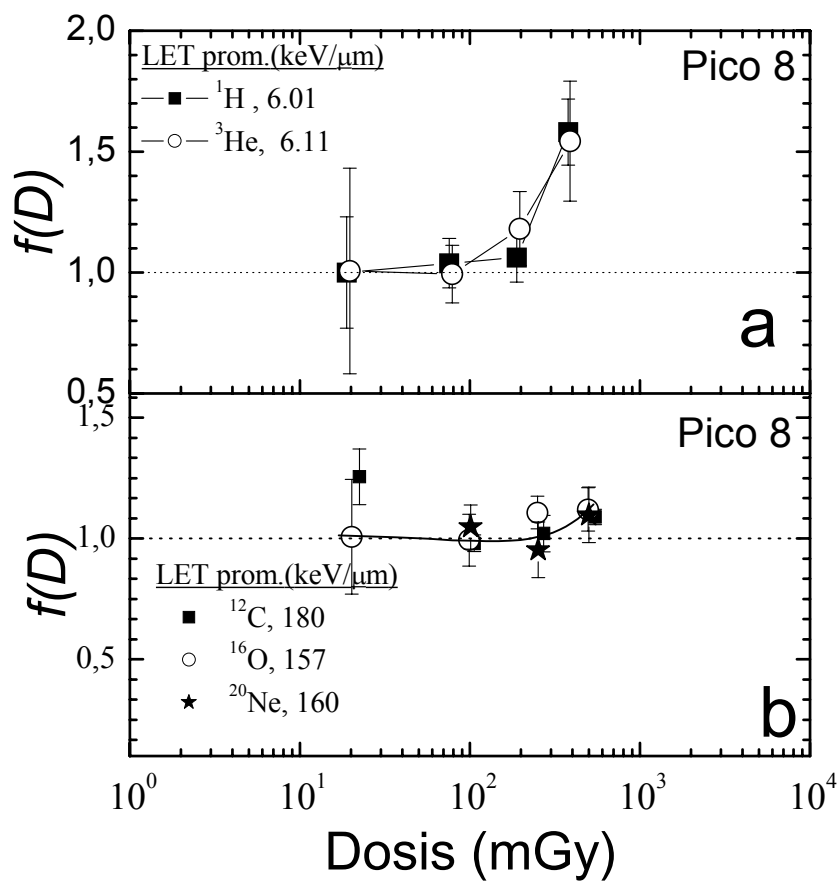 2,0
1,5
1,0
0,5
f(D)
LET prom.(keV/μm)
¹H , 6.01
³He, 6.11
Pico 8
a
1,5
1,0
0,5
f(D)
Pico 8
LET prom.(keV/μm)
¹²C, 180
¹⁶O, 157
²⁰Ne, 160
b
10⁰ 10¹ 10² 10³ 10⁴
Dosis (mGy)